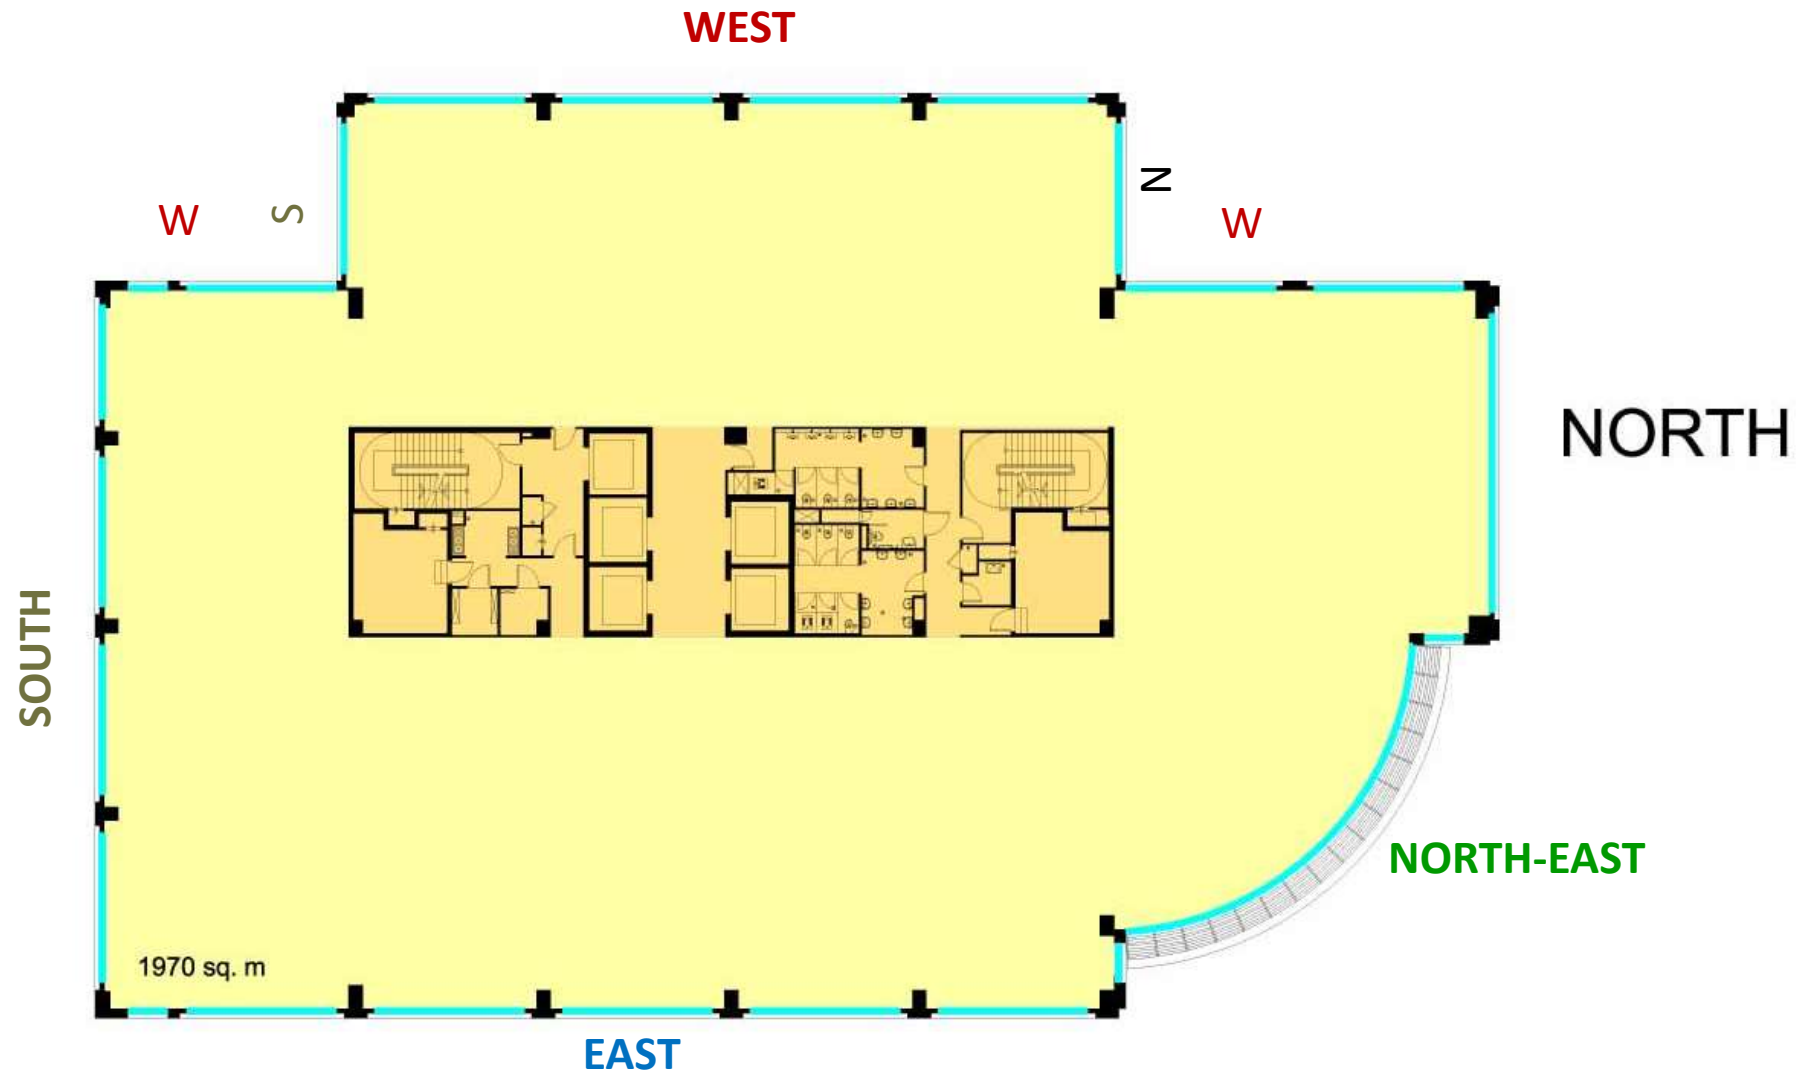 WEST
N
W
S
W
NORTH
SOUTH
NORTH-EAST
1970 sq. m
EAST